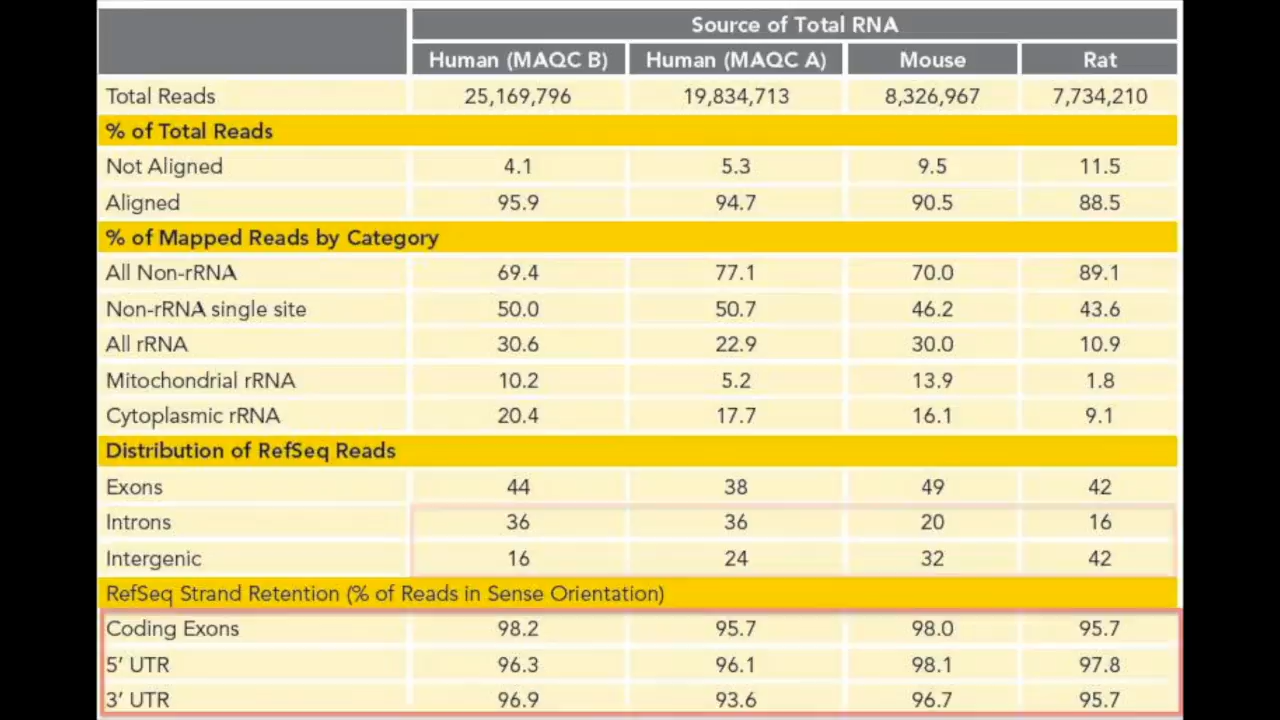 Source of Total RNA
Human (MAQC B) Human (MAQC A) Mouse Rat
Total Reads 25,169,796 19,834,713 8,326,967 7,734,210
% of Total Reads
Not Aligned 4.1 5.3 9.5 11.5
Aligned 95.9 94.7 90.5 88.5
% of Mapped Reads by Category
All Non-rRNA 69.4 77.1 70.0 89.1
Non-rRNA single site 50.0 50.7 46.2 43.6
All rRNA 30.6 22.9 30.0 10.9
Mitochondrial rRNA 10.2 5.2 13.9 1.8
Cytoplasmic rRNA 20.4 17.7 16.1 9.1
Distribution of RefSeq Reads
Exons 44 38 49 42
Introns 36 36 20 16
Intergenic 16 24 32 42
RefSeq Strand Retention (% of Reads in Sense Orientation)
Coding Exons 98.2 95.7 98.0 95.7
5’ UTR 96.3 96.1 98.1 97.8
3’ UTR 96.9 93.6 96.7 95.7